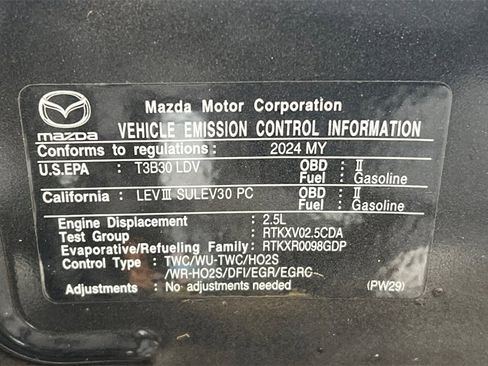 Mazda Motor Corporation
mazda
VEHICLE EMISSION CONTROL INFORMATION
Conforms to regulations: 2024 MY
U.S.EPA : T3B30 LDV OBD : II
Fuel : Gasoline
California : LEVIII SULEV30 PC OBD : II
Fuel : Gasoline
Engine Displacement : 2.5L
Test Group : RTKXV02.5CDA
Evaporative/Refueling Family: RTKXR0098GDP
Control Type : TWC/WU-TWC/HO2S
/WR-HO2S/DFI/EGR/EGRC
Adjustments : No adjustments needed (PW29)